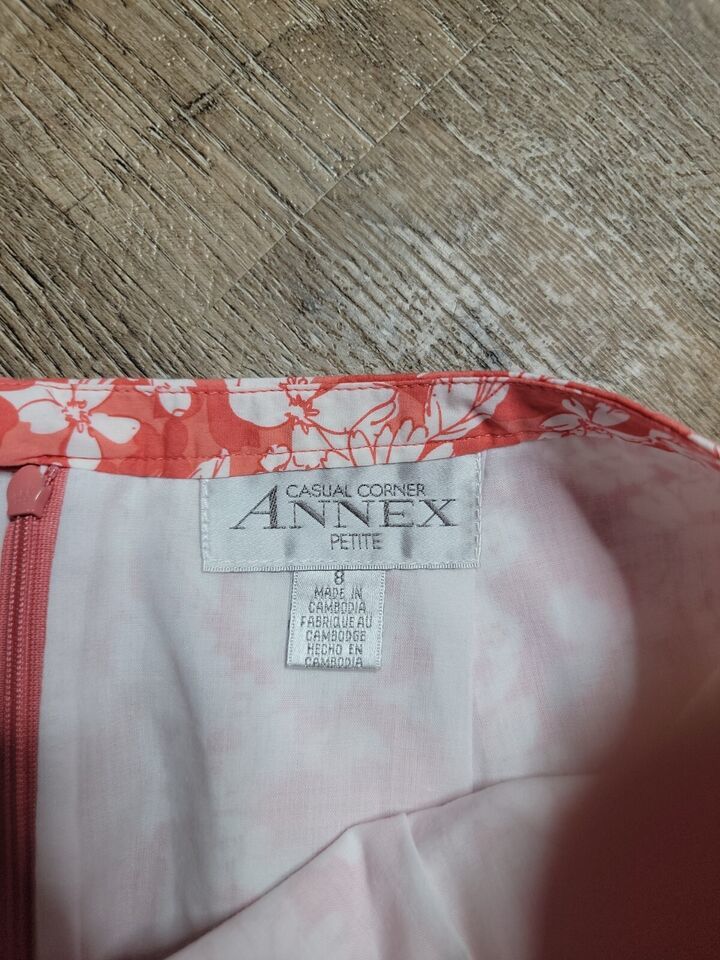 CASUAL CORNER
ANNEX
PETITE
8
MADE IN
CAMBODIA
FABRIQUE AU
CAMBODGE
HECHO EN
CAMBODIA